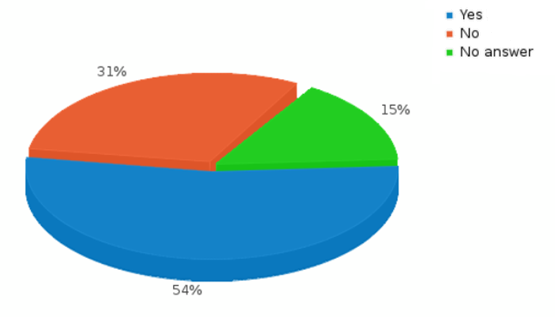 Yes
No
No answer
31%
15%
54%